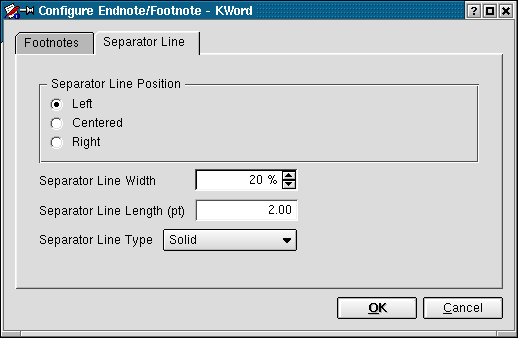 Configure Endnote/Footnote - KWord
Footnotes
Separator Line
Separator Line Position
Left
Centered
Right
Separator Line Width
20 %
Separator Line Length (pt)
2.00
Separator Line Type
Solid
OK
Cancel